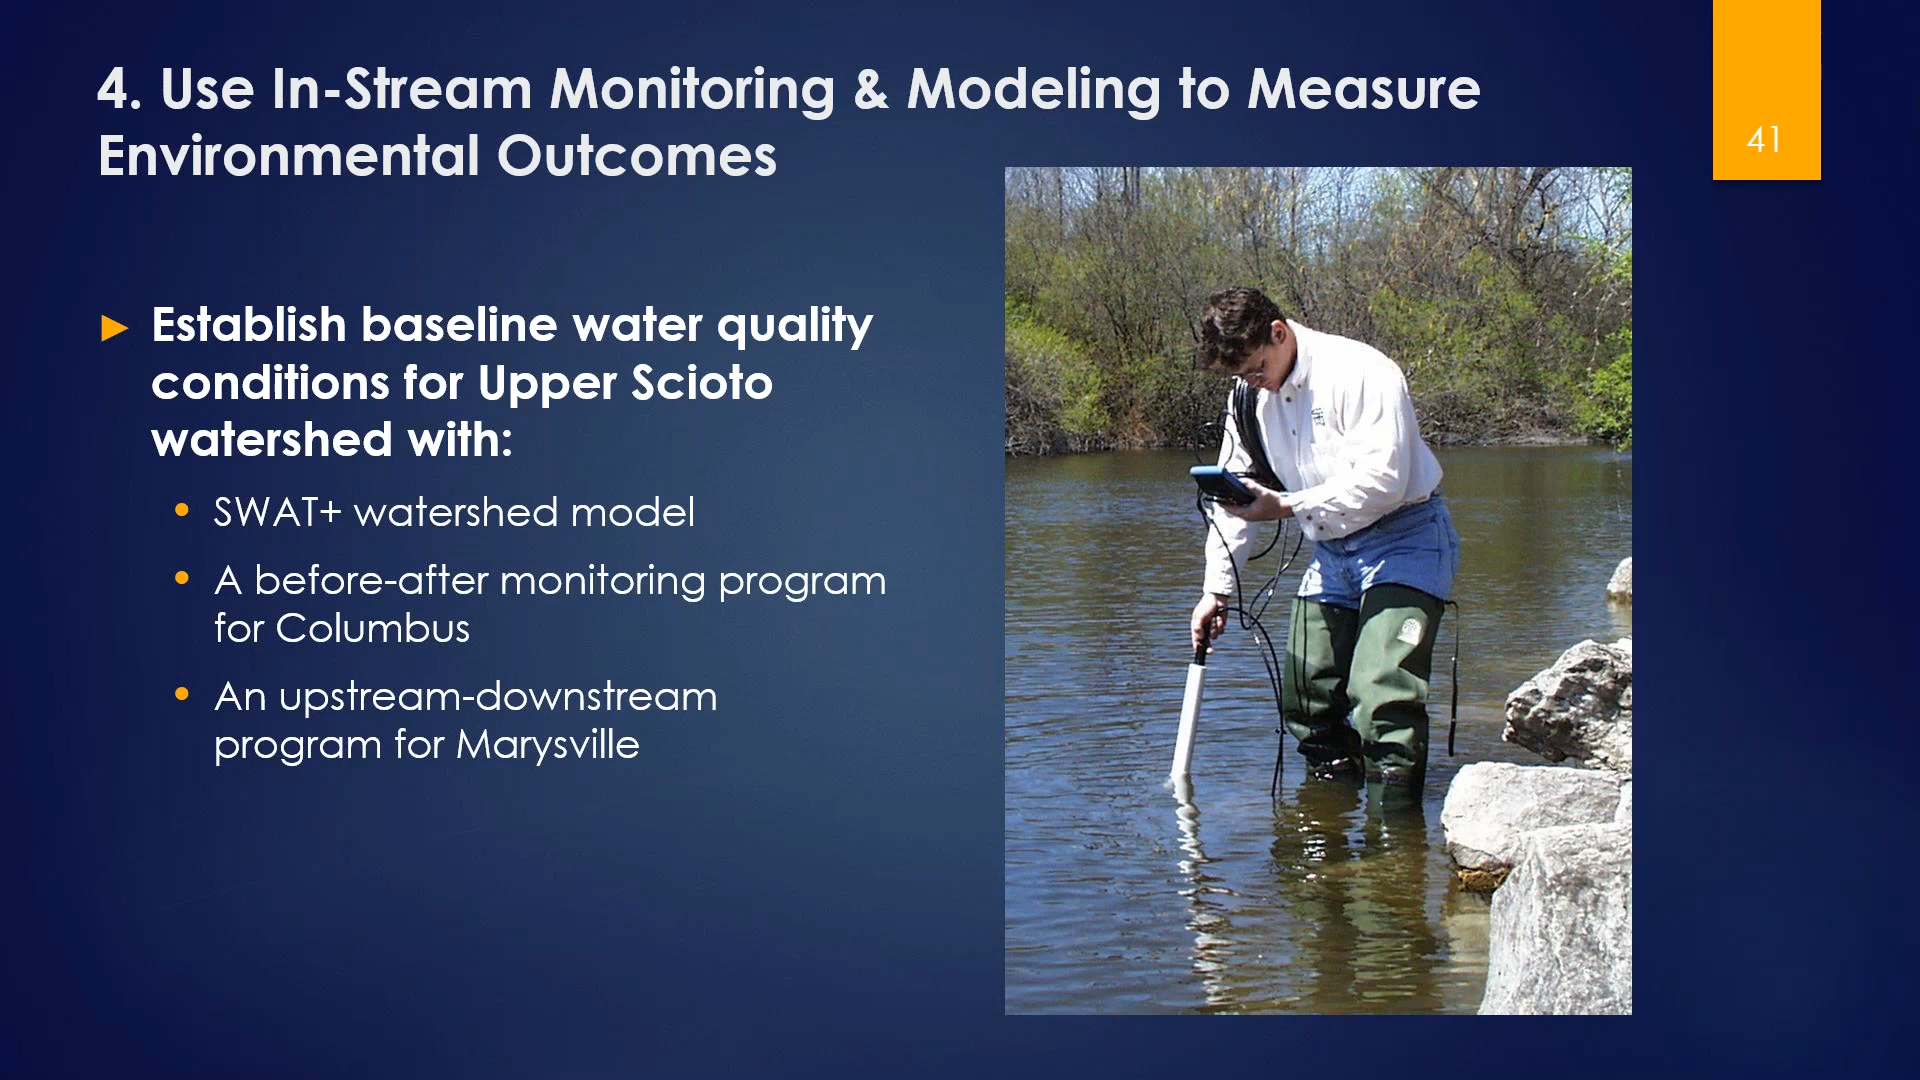 4. Use In-Stream Monitoring & Modeling to Measure
Environmental Outcomes
41
► Establish baseline water quality
conditions for Upper Scioto
watershed with:
• SWAT+ watershed model
• A before-after monitoring program
for Columbus
• An upstream-downstream
program for Marysville